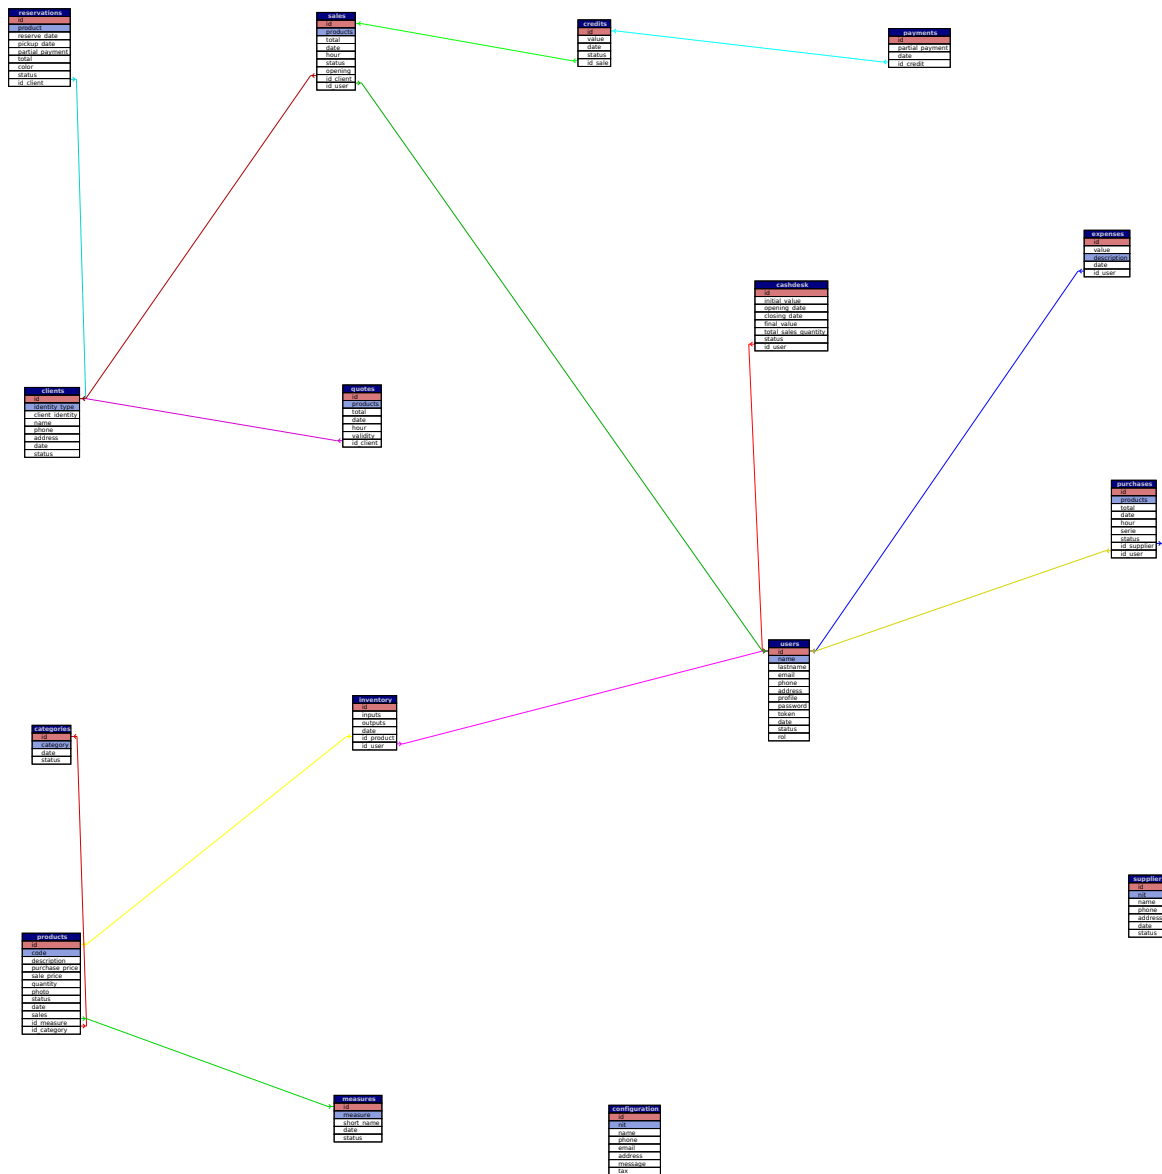 reservations
id
product
reserve_date
pickup_date
partial_payment
total
color
status
id_client
sales
id
products
total
date
hour
status
opening
id_client
id_user
credits
id
value
date
status
id_sale
payments
id
partial_payment
date
id_credit
expenses
id
value
description
date
id_user
cashdesk
id
initial_value
opening_date
closing_date
final_value
total_sales_quantity
status
id_user
clients
id
identity_type
client_identity
name
phone
address
date
status
quotes
id
products
total
date
hour
validity
id_client
purchases
id
products
total
date
hour
serie
status
id_supplier
id_user
users
id
name
lastname
email
phone
address
profile
password
token
date
status
rol
inventory
id
inputs
outputs
date
id_product
id_user
categories
id
category
date
status
supplier
id
nit
name
phone
address
date
status
products
id
code
description
purchase_price
sale_price
quantity
photo
status
date
sales
id_measure
id_category
measures
id
measure
short_name
date
status
configuration
id
nit
name
phone
email
address
message
tax